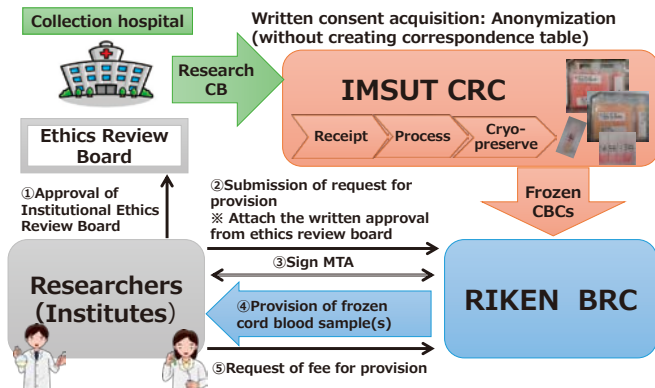 Collection hospital
Written consent acquisition: Anonymization
(without creating correspondence table)
Research
CB
IMSUT CRC
Receipt
Process
Cryo-
preserve
Ethics Review
Board
Frozen
CBCs
①Approval of
Institutional Ethics
Review Board
②Submission of request for
provision
※ Attach the written approval
from ethics review board
③Sign MTA
Researchers
(Institutes)
④Provision of frozen
cord blood sample(s)
RIKEN BRC
⑤Request of fee for provision